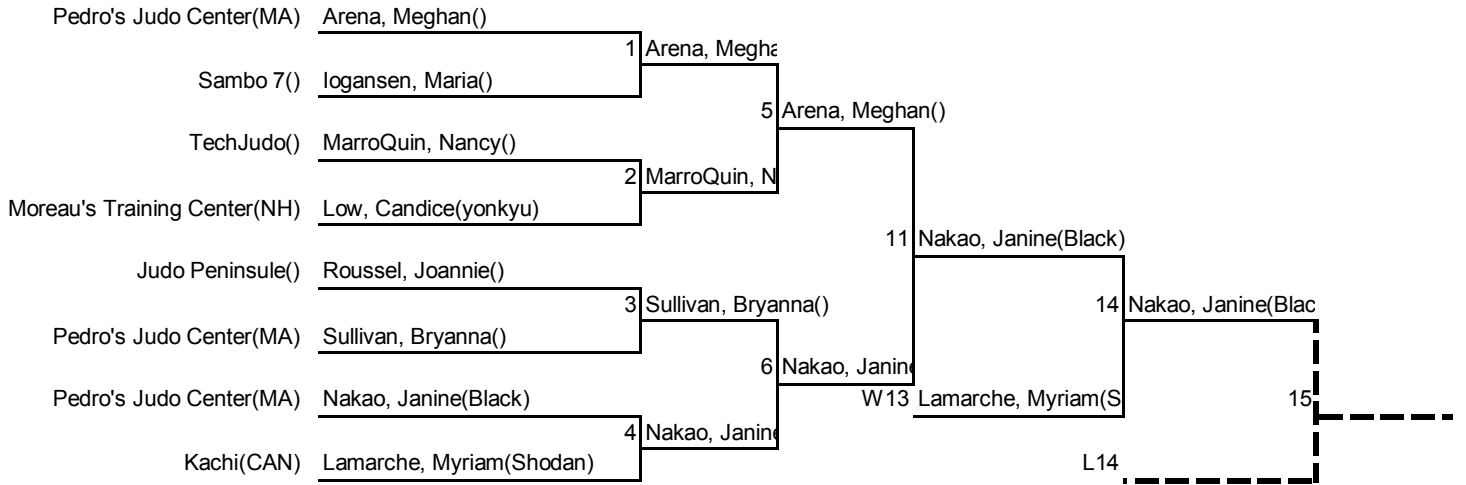 Pedro's Judo Center(MA) Arena, Meghan()
1 Arena, Megha
Sambo 7() Iogansen, Maria()
5 Arena, Meghan()
TechJudo() MarroQuin, Nancy()
2 MarroQuin, N
Moreau's Training Center(NH) Low, Candice(yonkyu)
11 Nakao, Janine(Black)
Judo Peninsule() Roussel, Joannie()
3 Sullivan, Bryanna()
14 Nakao, Janine(Blac
Pedro's Judo Center(MA) Sullivan, Bryanna()
6 Nakao, Janine
Pedro's Judo Center(MA) Nakao, Janine(Black)
W13 Lamarche, Myriam(S
15
4 Nakao, Janine
Kachi(CAN) Lamarche, Myriam(Shodan)
L14